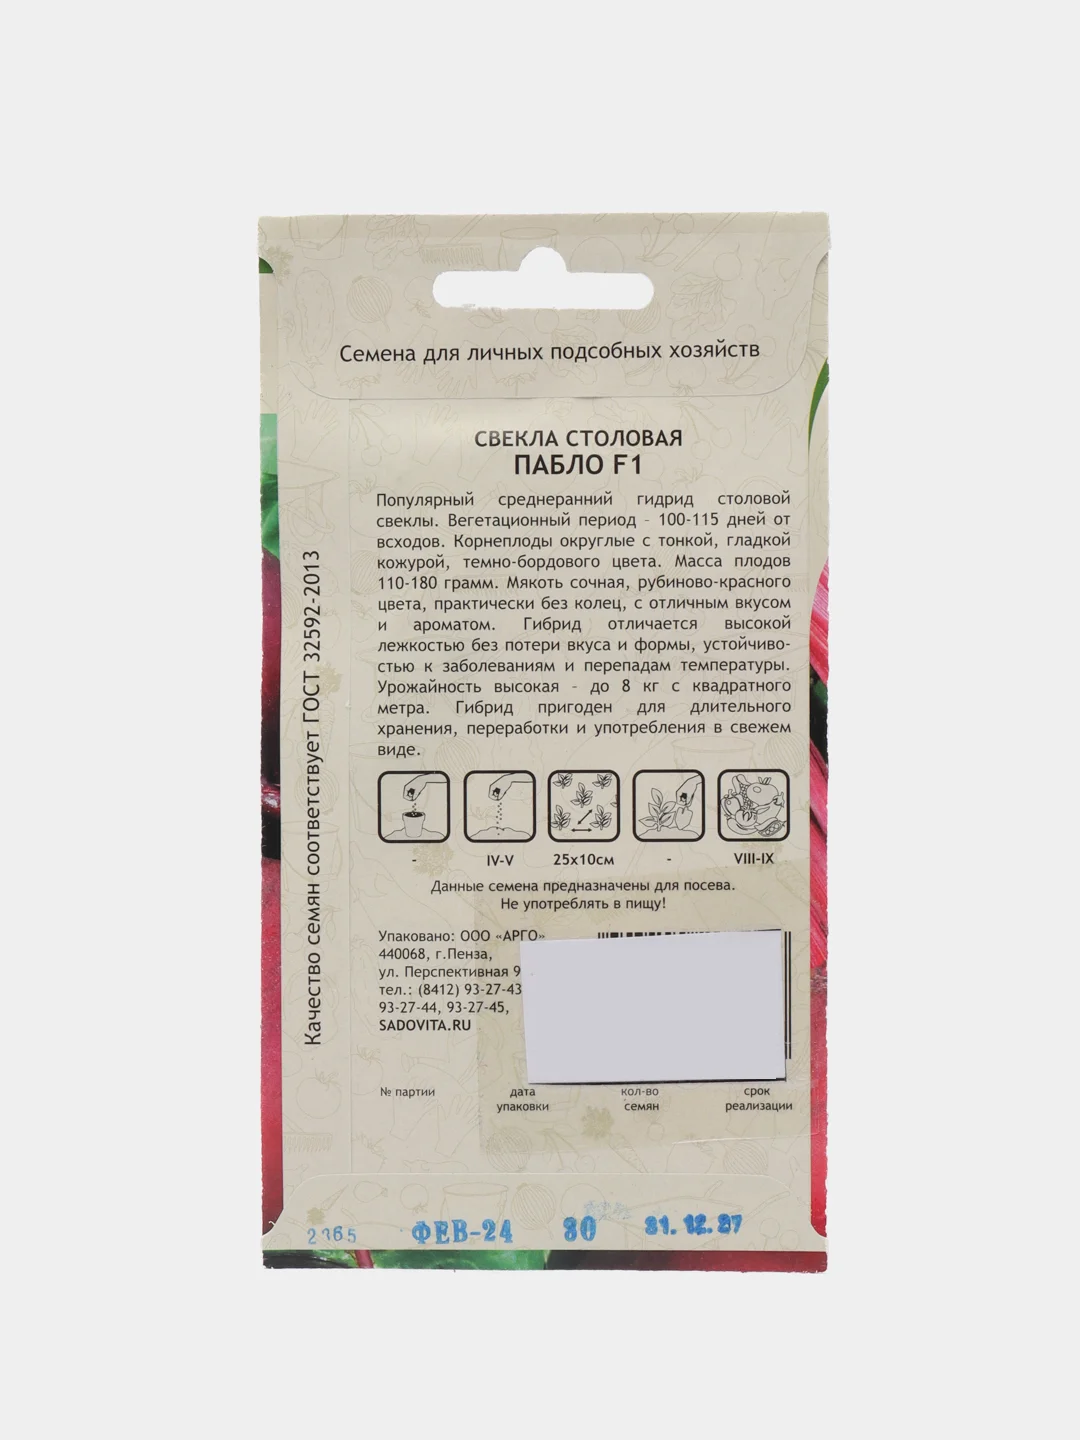 Семена для личных подсобных хозяйств
СВЕКЛА СТОЛОВАЯ
ПАБЛО F1
Популярный среднеранний гидрид столовой
свеклы. Вегетационный период - 100-115 дней от
всходов. Корнеплоды округлые с тонкой, гладкой
кожурой, темно-бордового цвета. Масса плодов
110-180 грамм. Мякоть сочная, рубиново-красного
цвета, практически без колец, с отличным вкусом
и ароматом. Гибрид отличается высокой
лежкостью без потери вкуса и формы, устойчиво-
стью к заболеваниям и перепадам температуры.
Урожайность высокая - до 8 кг с квадратного
метра. Гибрид пригоден для длительного
хранения, переработки и употребления в свежем
виде.
- IV-V 25х10см - VIII-IX
Данные семена предназначены для посева.
Не употреблять в пищу!
Упаковано: ООО «АРГО»
440068, г.Пенза,
ул. Перспективная 9
тел.: (8412) 93-27-43
93-27-44, 93-27-45,
SADOVITA.RU
№ партии дата кол-во срок
упаковки семян реализации
ФЕВ-24 80 31.12.27
Качество семян соответствует ГОСТ 32592-2013